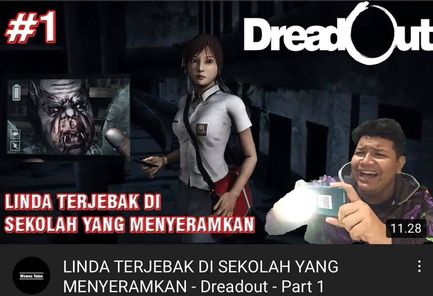 #1
DreadOut
LINDA TERJEBAK DI
SEKOLAH YANG MENYERAMKAN
11.28
LINDA TERJEBAK DI SEKOLAH YANG
MENYERAMKAN - Dreadout - Part 1